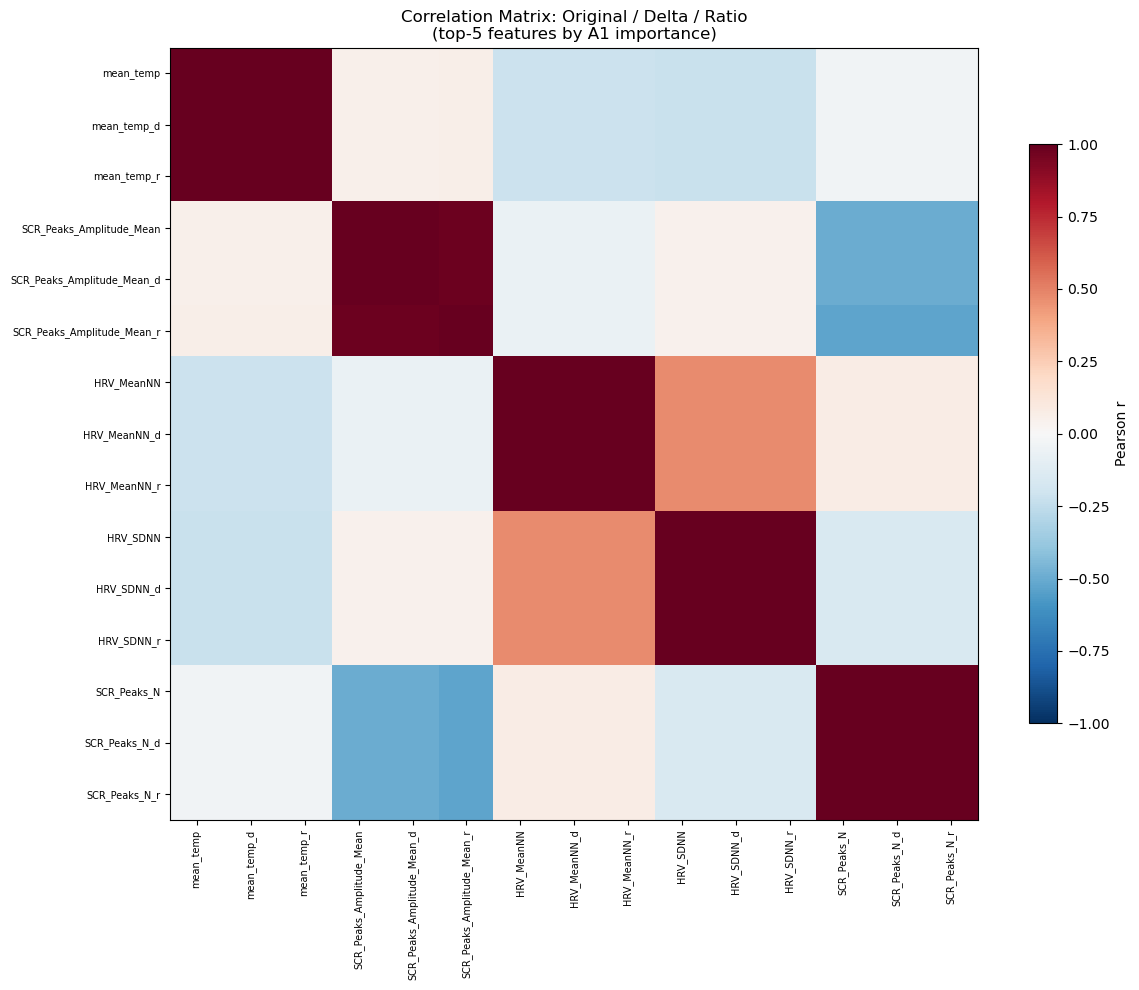 Correlation Matrix: Original / Delta / Ratio
(top-5 features by A1 importance)
mean_temp
mean_temp_d
mean_temp_r
SCR_Peaks_Amplitude_Mean
SCR_Peaks_Amplitude_Mean_d
SCR_Peaks_Amplitude_Mean_r
HRV_MeanNN
HRV_MeanNN_d
HRV_MeanNN_r
HRV_SDNN
HRV_SDNN_d
HRV_SDNN_r
SCR_Peaks_N
SCR_Peaks_N_d
SCR_Peaks_N_r
mean_temp
mean_temp_d
mean_temp_r
SCR_Peaks_Amplitude_Mean
SCR_Peaks_Amplitude_Mean_d
SCR_Peaks_Amplitude_Mean_r
HRV_MeanNN
HRV_MeanNN_d
HRV_MeanNN_r
HRV_SDNN
HRV_SDNN_d
HRV_SDNN_r
SCR_Peaks_N
SCR_Peaks_N_d
SCR_Peaks_N_r
1.00
0.75
0.50
0.25
0.00
−0.25
−0.50
−0.75
−1.00
Pearson r